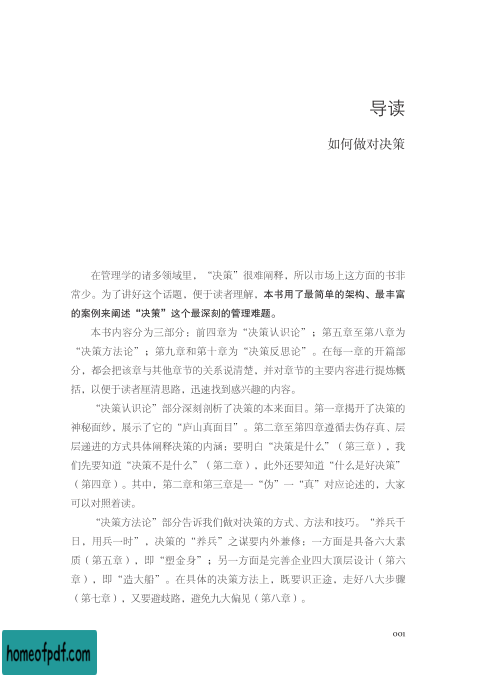 导读
如何做对决策
在管理学的诸多领域里，“决策”很难阐释，所以市场上这方面的书非
常少。为了讲好这个话题，便于读者理解，本书用了最简单的架构、最丰富
的案例来阐述“决策”这个最深刻的管理难题。
本书内容分为三部分：前四章为“决策认识论”；第五章至第八章为
“决策方法论”；第九章和第十章为“决策反思论”。在每一章的开篇部
分，都会把该章与其他章节的关系说清楚，并对章节的主要内容进行提炼概
括，以便于读者厘清思路，迅速找到感兴趣的内容。
“决策认识论”部分深刻剖析了决策的本来面目。第一章揭开了决策的
神秘面纱，展示了它的“庐山真面目”。第二章至第四章遵循去伪存真、层
层递进的方式具体阐释决策的内涵：要明白“决策是什么”（第三章），我
们先要知道“决策不是什么”（第二章），此外还要知道“什么是好决策”
（第四章）。其中，第二章和第三章是一“伪”一“真”对应论述的，大家
可以对照着读。
“决策方法论”部分告诉我们做对决策的方式、方法和技巧。“养兵千
日，用兵一时”，决策的“养兵”之谋要内外兼修：一方面是具备六大素
质（第五章），即“塑金身”；另一方面是完善企业四大顶层设计（第六
章），即“造大船”。在具体的决策方法上，既要识正途，走好八大步骤
（第七章），又要避歧路，避免九大偏见（第八章）。
001
homeofpdf.com